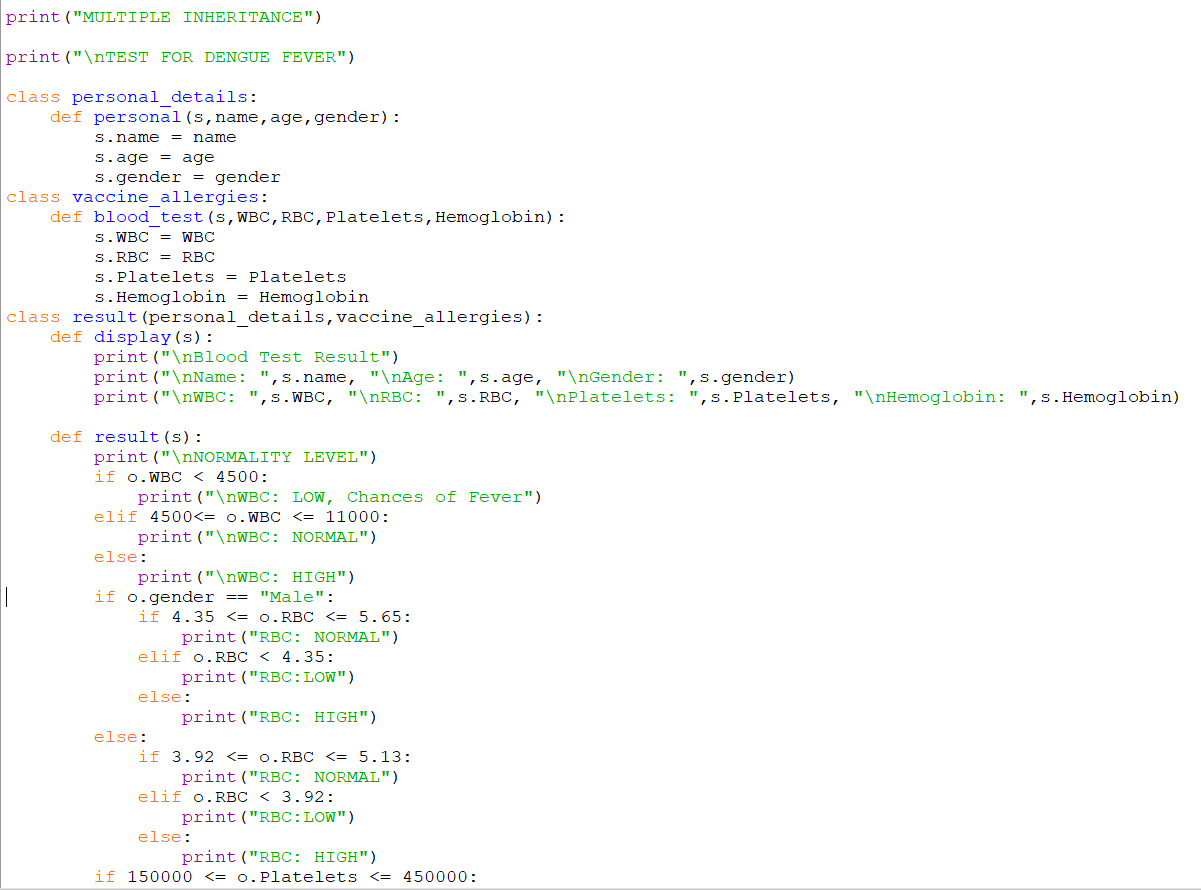 print("MULTIPLE INHERITANCE")

print("\nTEST FOR DENGUE FEVER")

class personal_details:
    def personal(s,name,age,gender):
        s.name = name
        s.age = age
        s.gender = gender
class vaccine_allergies:
    def blood_test(s,WBC,RBC,Platelets,Hemoglobin):
        s.WBC = WBC
        s.RBC = RBC
        s.Platelets = Platelets
        s.Hemoglobin = Hemoglobin
class result(personal_details,vaccine_allergies):
    def display(s):
        print("\nBlood Test Result")
        print("\nName: ",s.name, "\nAge: ",s.age, "\nGender: ",s.gender)
        print("\nWBC: ",s.WBC, "\nRBC: ",s.RBC, "\nPlatelets: ",s.Platelets, "\nHemoglobin: ",s.Hemoglobin)

    def result(s):
        print("\nNORMALITY LEVEL")
        if o.WBC < 4500:
            print("\nWBC: LOW, Chances of Fever")
        elif 4500<= o.WBC <= 11000:
            print("\nWBC: NORMAL")
        else:
            print("\nWBC: HIGH")
        if o.gender == "Male":
            if 4.35 <= o.RBC <= 5.65:
                print("RBC: NORMAL")
            elif o.RBC < 4.35:
                print("RBC:LOW")
            else:
                print("RBC: HIGH")
        else:
            if 3.92 <= o.RBC <= 5.13:
                print("RBC: NORMAL")
            elif o.RBC < 3.92:
                print("RBC:LOW")
            else:
                print("RBC: HIGH")
        if 150000 <= o.Platelets <= 450000: